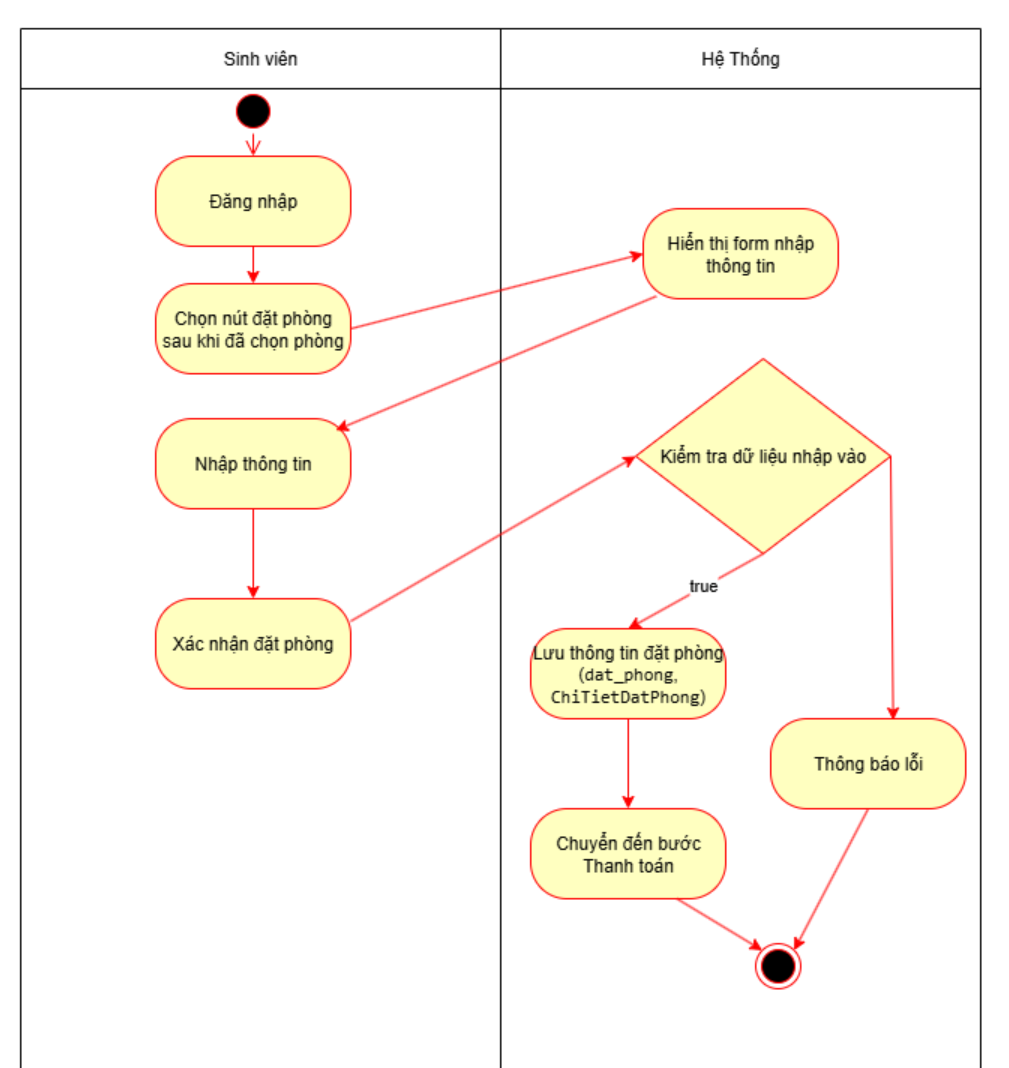 Sinh viên
Hệ Thống
Đăng nhập
Hiển thị form nhập
thông tin
Chọn nút đặt phòng
sau khi đã chọn phòng
Nhập thông tin
Kiểm tra dữ liệu nhập vào
Xác nhận đặt phòng
true
Lưu thông tin đặt phòng
(dat_phong,
ChiTietDatPhong)
Thông báo lỗi
Chuyển đến bước
Thanh toán